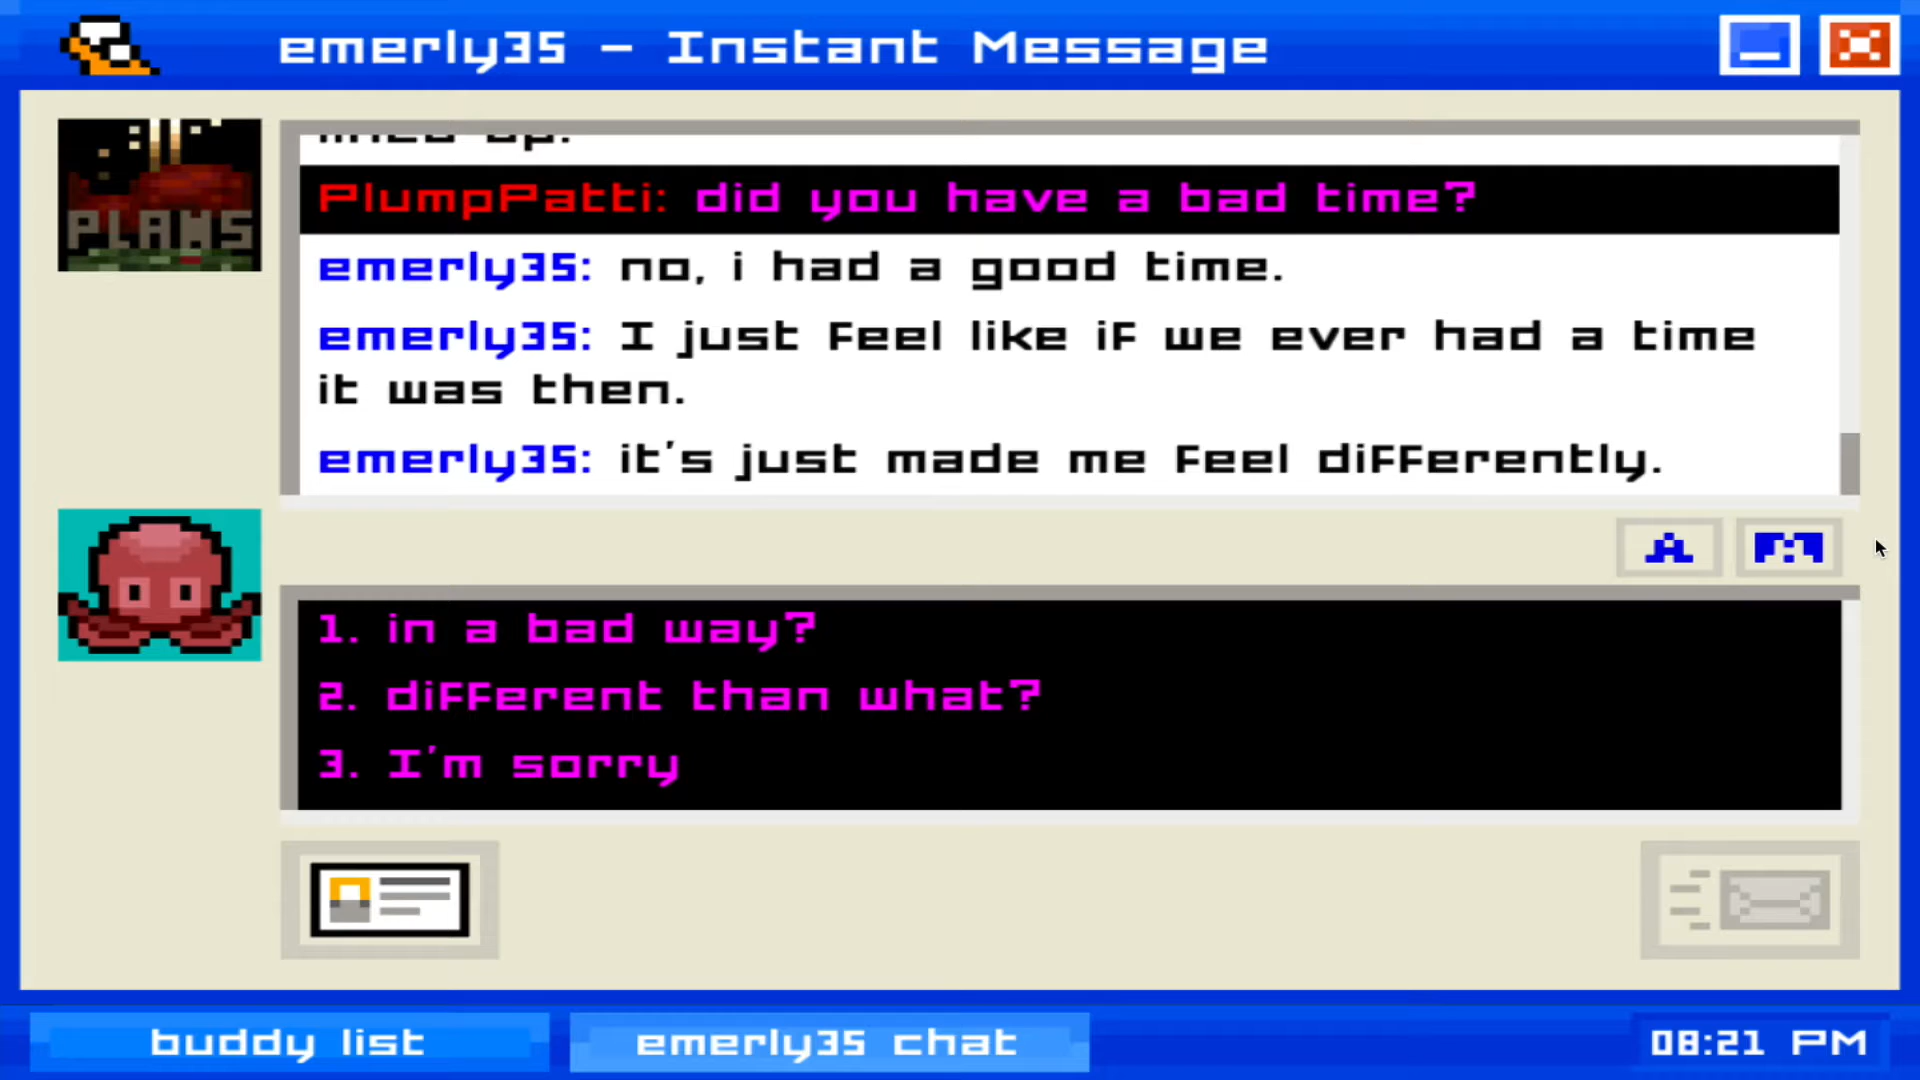 emerly35 - Instant Message
PLANS
PlumpPatti: did you have a bad time?
emerly35: no, i had a good time.
emerly35: I just Feel like iF we ever had a time
it was then.
emerly35: it's just made me Feel diFFerently.
A
1. in a bad way?
2. diFFerent than what?
3. I'm sorry
buddy list
emerly35 chat
08:21 PM